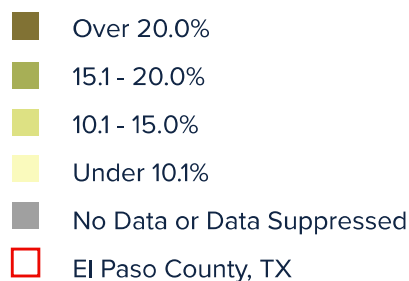 Over 20.0%
15.1 - 20.0%
10.1 - 15.0%
Under 10.1%
No Data or Data Suppressed
El Paso County, TX